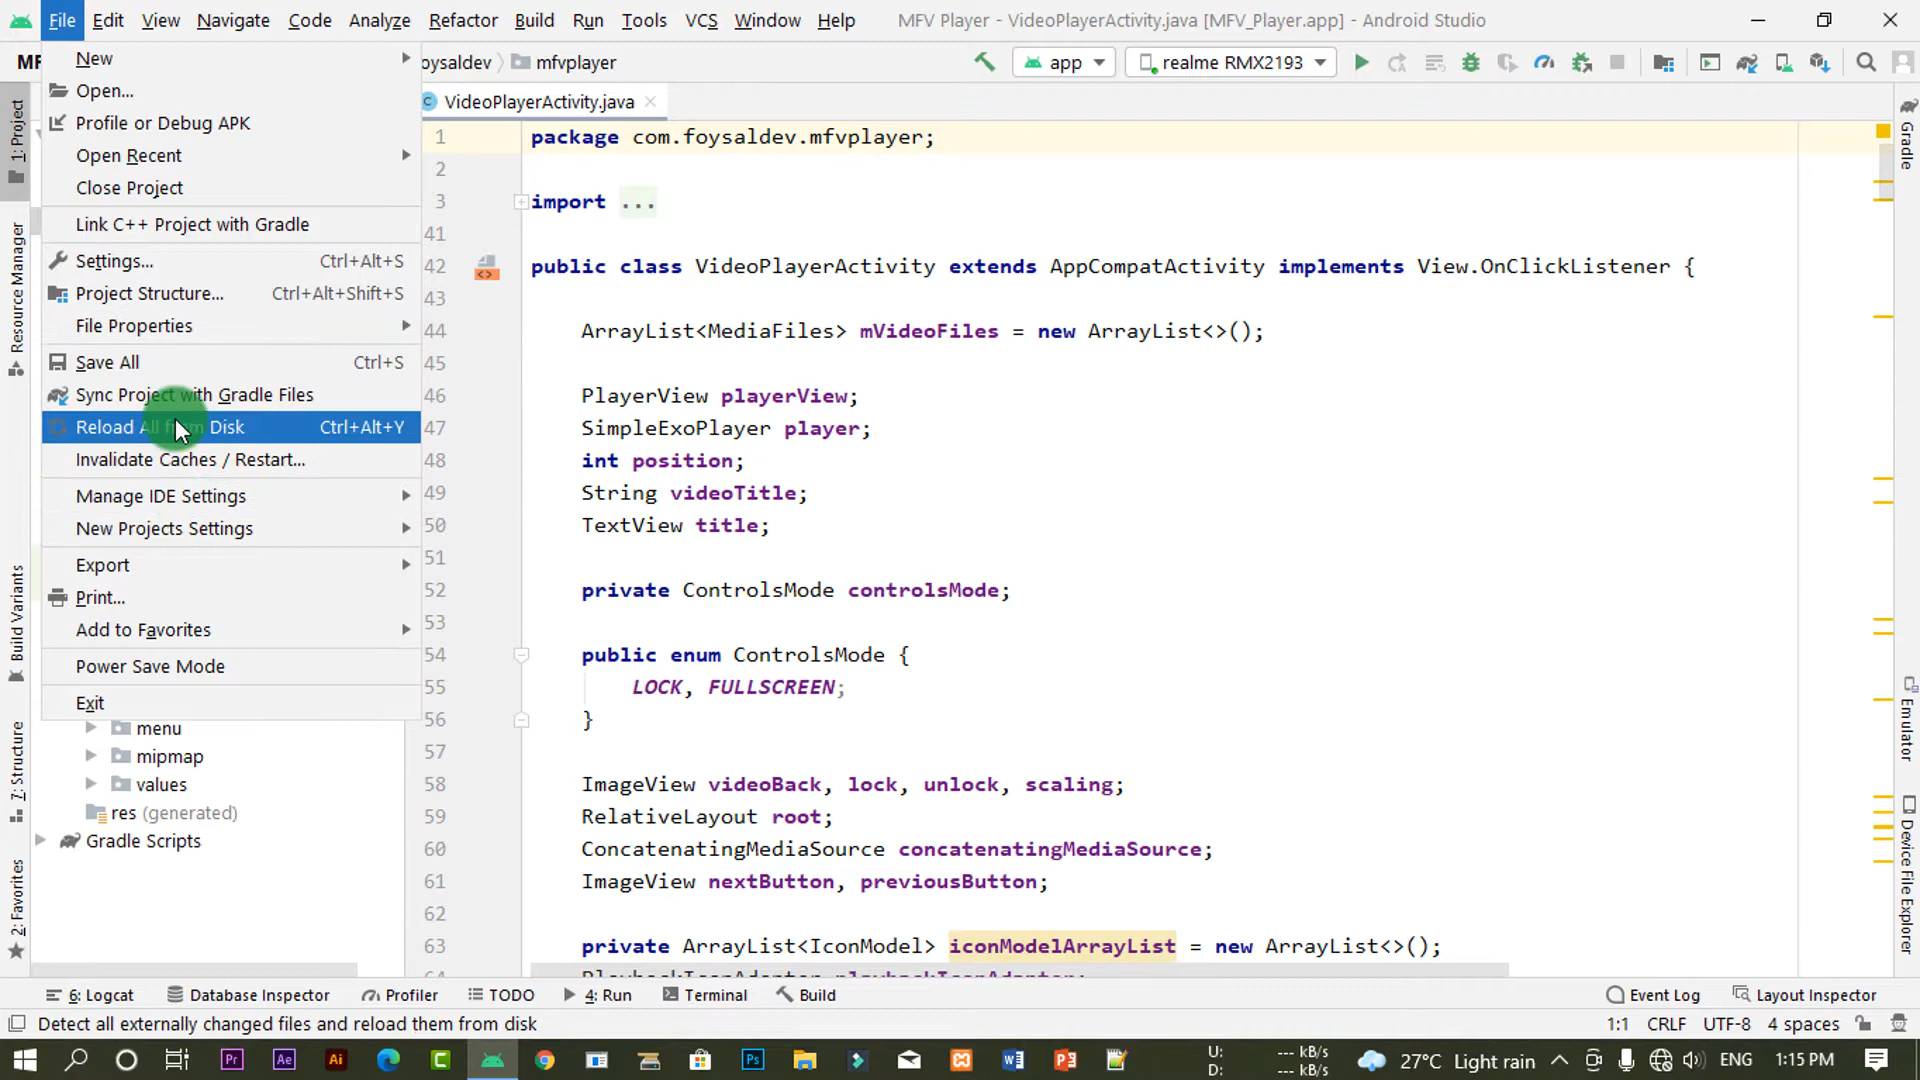 File Edit View Navigate Code Analyze Refactor Build Run Tools VCS Window Help MFV Player - VideoPlayerActivity.java [MFV_Player.app] - Android Studio
MF
oysaldev mfvplayer app realme RMX2193
New
Open...
Profile or Debug APK
Open Recent
Close Project
Link C++ Project with Gradle
Settings... Ctrl+Alt+S
Project Structure... Ctrl+Alt+Shift+S
File Properties
Save All Ctrl+S
Sync Project with Gradle Files
Reload All from Disk Ctrl+Alt+Y
Invalidate Caches / Restart...
Manage IDE Settings
New Projects Settings
Export
Print...
Add to Favorites
Power Save Mode
Exit
menu
mipmap
values
res (generated)
Gradle Scripts
1: Project
Resource Manager
Build Variants
7: Structure
2: Favorites
VideoPlayerActivity.java
1 package com.foysaldev.mfvplayer;
2
3 import ...
41
42 public class VideoPlayerActivity extends AppCompatActivity implements View.OnClickListener {
43
44 ArrayList<MediaFiles> mVideoFiles = new ArrayList<>();
45
46 PlayerView playerView;
47 SimpleExoPlayer player;
48 int position;
49 String videoTitle;
50 TextView title;
51
52 private ControlsMode controlsMode;
53
54 public enum ControlsMode {
55 LOCK, FULLSCREEN;
56 }
57
58 ImageView videoBack, lock, unlock, scaling;
59 RelativeLayout root;
60 ConcatenatingMediaSource concatenatingMediaSource;
61 ImageView nextButton, previousButton;
62
63 private ArrayList<IconModel> iconModelArrayList = new ArrayList<>();
64 PlaybackIconAdapter playbackIconAdapter;
Gradle
Emulator
Device File Explorer
6: Logcat Database Inspector Profiler TODO 4: Run Terminal Build Event Log Layout Inspector
Detect all externally changed files and reload them from disk 1:1 CRLF UTF-8 4 spaces
Pr Ae Ai C Ps W P U: --- kB/s
D: --- kB/s
27°C Light rain ENG 1:15 PM